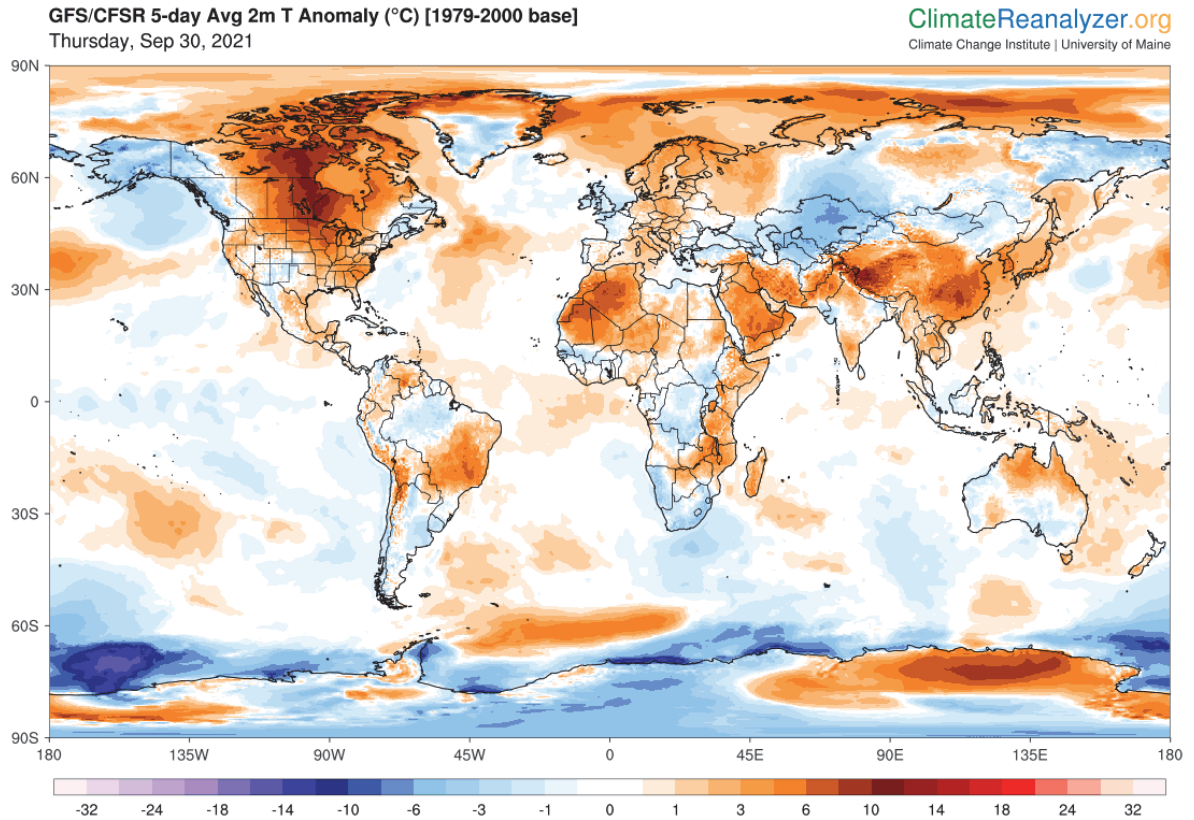 GFS/CFSR 5-day Avg 2m T Anomaly (°C) [1979-2000 base]
Thursday, Sep 30, 2021
ClimateReanalyzer.org
Climate Change Institute | University of Maine
90N
60N
30N
0
30S
60S
90S
180 135W 90W 45W 0 45E 90E 135E 180
-32 -24 -18 -14 -10 -6 -3 -1 0 1 3 6 10 14 18 24 32